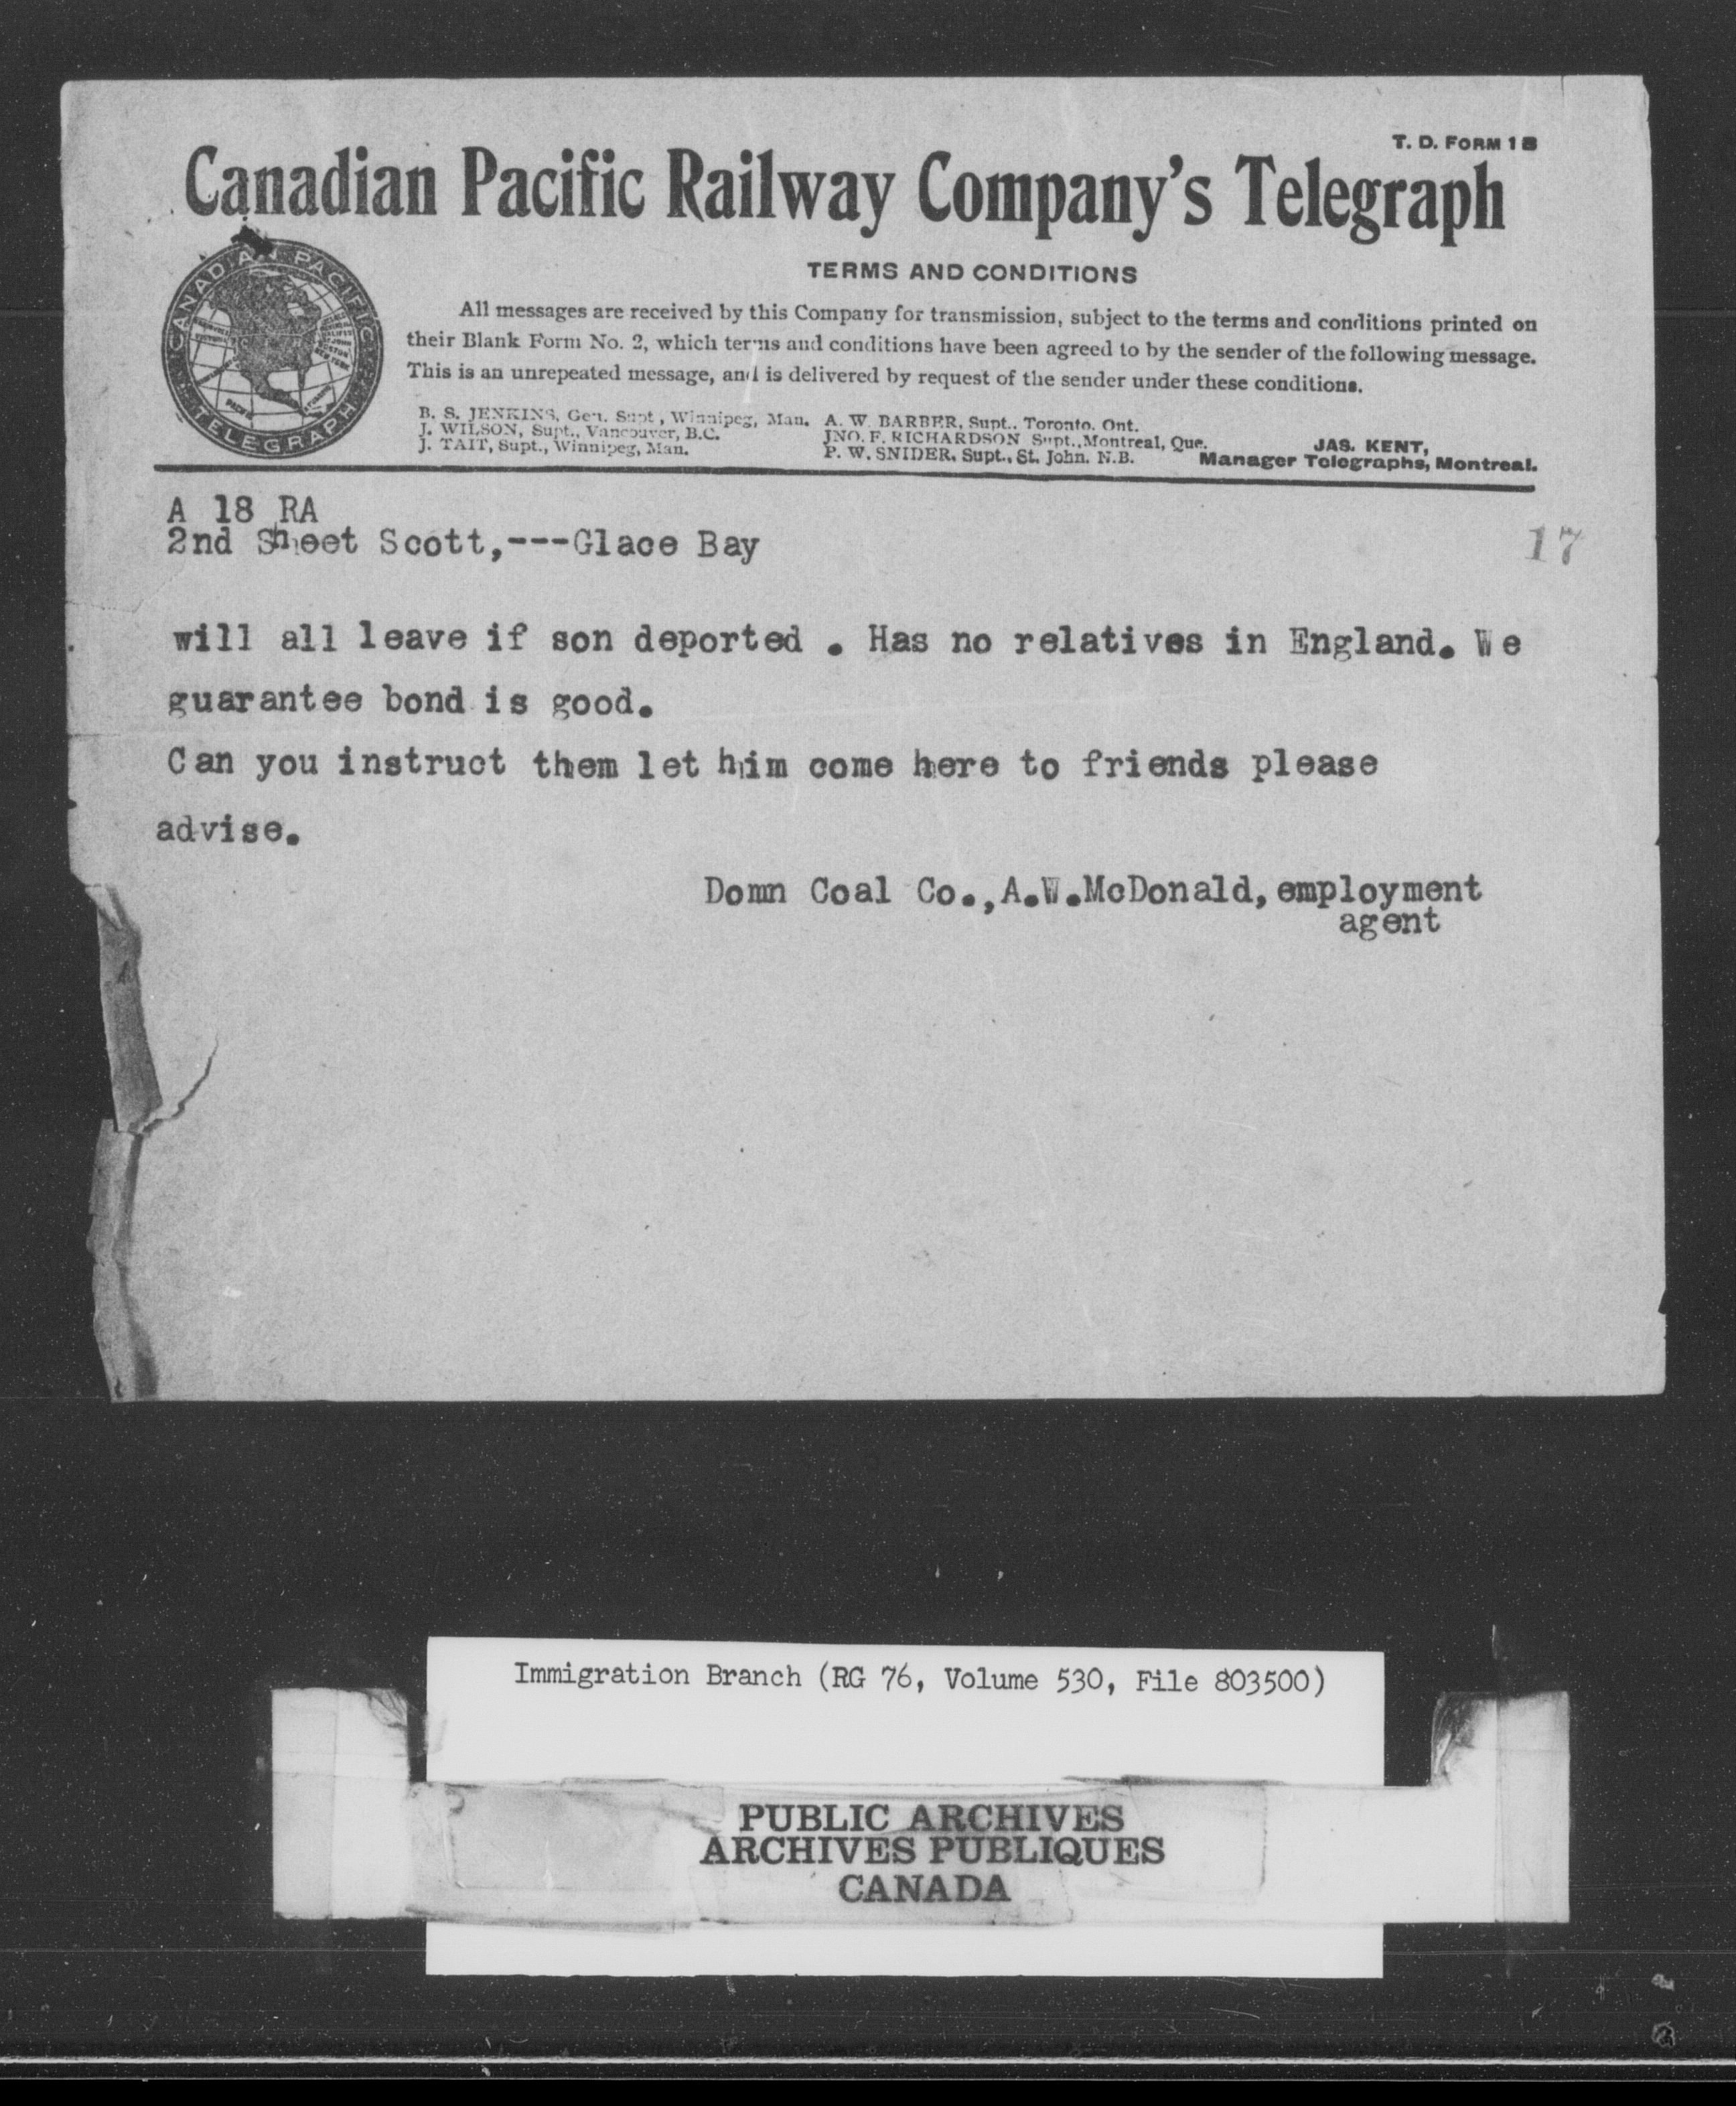 T. D. FORM 1 B
Canadian Pacific Railway Company's Telegraph
CANADIAN PACIFIC
TELEGRAPH
TERMS AND CONDITIONS
All messages are received by this Company for transmission, subject to the terms and conditions printed on
their Blank Form No. 2, which terms and conditions have been agreed to by the sender of the following message.
This is an unrepeated message, and is delivered by request of the sender under these conditions.
B. S. JENKINS, Gen. Supt., Winnipeg, Man.
J. WILSON, Supt., Vancouver, B.C.
J. TAIT, Supt., Winnipeg, Man.
A. W. BARBER, Supt.. Toronto. Ont.
JNO. F. RICHARDSON Supt., Montreal, Que.
P. W. SNIDER. Supt., St. John. N.B.
JAS. KENT,
Manager Telegraphs, Montreal.
A 18 RA
2nd Sheet Scott,---Glace Bay
17
will all leave if son deported . Has no relatives in England. We
guarantee bond is good.
Can you instruct them let him come here to friends please
advise.
Domn Coal Co.,A.W.McDonald, employment
agent
Immigration Branch (RG 76, Volume 530, File 803500)
PUBLIC ARCHIVES
ARCHIVES PUBLIQUES
CANADA